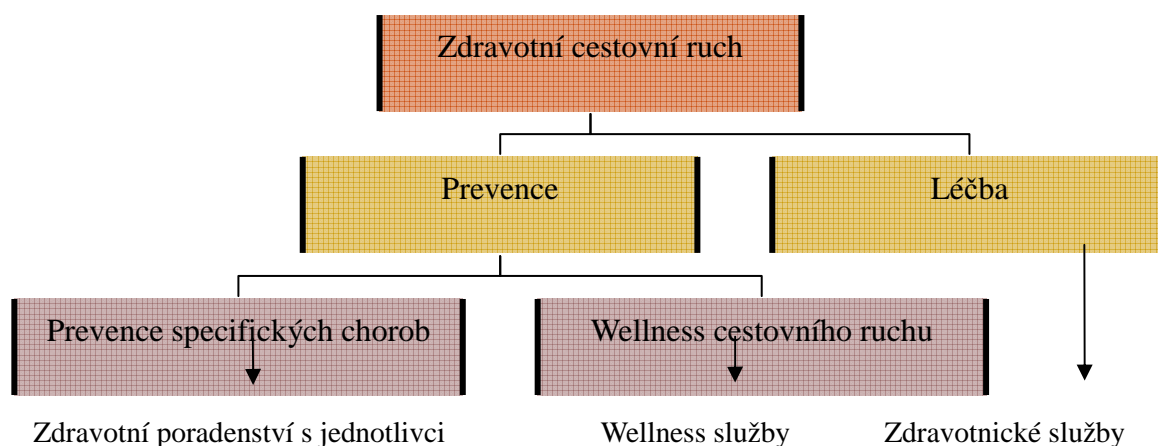 Zdravotní cestovní ruch
Prevence
Léčba
Prevence specifických chorob
Wellness cestovního ruchu
Zdravotní poradenství s jednotlivci
Wellness služby
Zdravotnické služby